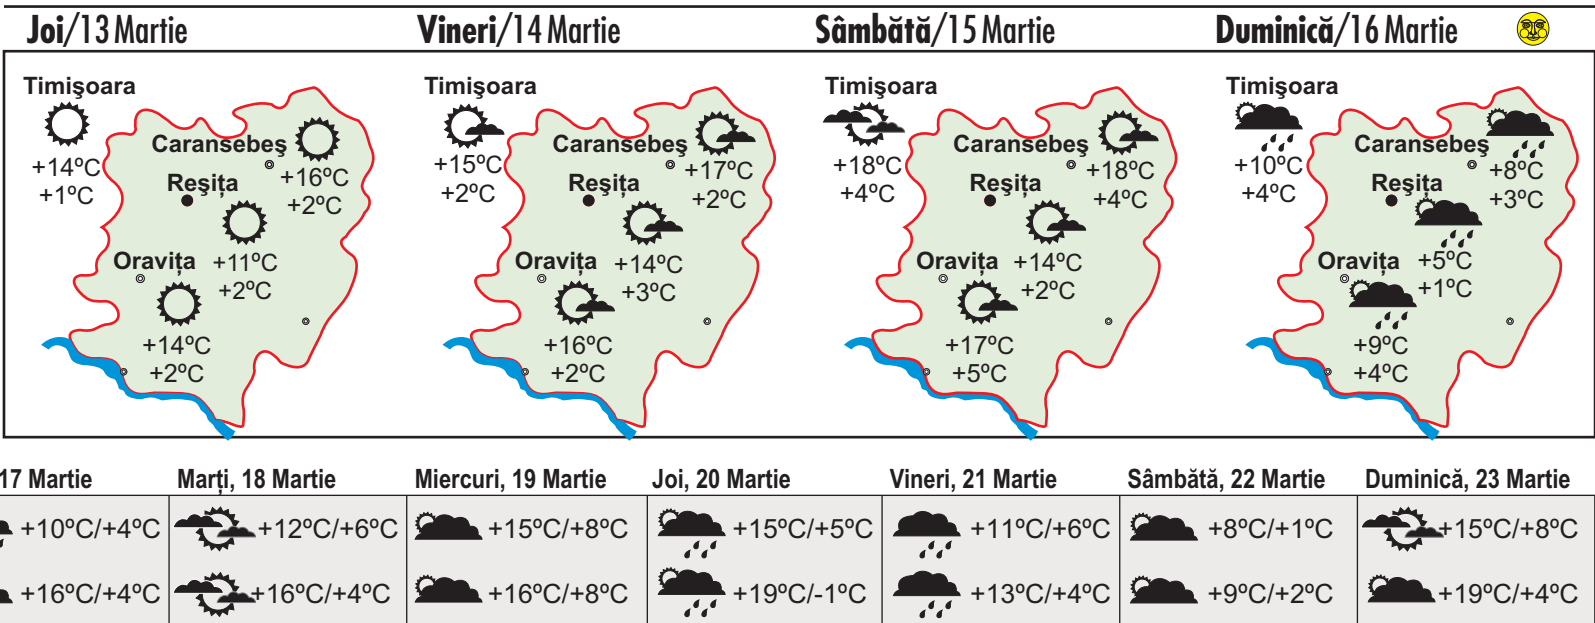 Joi/13 Martie
Timişoara
+14ºC
+1ºC
Caransebeş
+16ºC
+2ºC
Reşiţa
+11ºC
+2ºC
Oraviţa
+14ºC
+2ºC
Vineri/14 Martie
Timişoara
+15ºC
+2ºC
Caransebeş
+17ºC
+2ºC
Reşiţa
+14ºC
+3ºC
Oraviţa
+16ºC
+2ºC
Sâmbătă/15 Martie
Timişoara
+18ºC
+4ºC
Caransebeş
+18ºC
+4ºC
Reşiţa
+14ºC
+2ºC
Oraviţa
+17ºC
+5ºC
Duminică/16 Martie
Timişoara
+10ºC
+4ºC
Caransebeş
+8ºC
+3ºC
Reşiţa
+5ºC
+1ºC
Oraviţa
+9ºC
+4ºC
17 Martie Marţi, 18 Martie Miercuri, 19 Martie Joi, 20 Martie Vineri, 21 Martie Sâmbătă, 22 Martie Duminică, 23 Martie
+10ºC/+4ºC +12ºC/+6ºC +15ºC/+8ºC +15ºC/+5ºC +11ºC/+6ºC +8ºC/+1ºC +15ºC/+8ºC
+16ºC/+4ºC +16ºC/+4ºC +16ºC/+8ºC +19ºC/-1ºC +13ºC/+4ºC +9ºC/+2ºC +19ºC/+4ºC